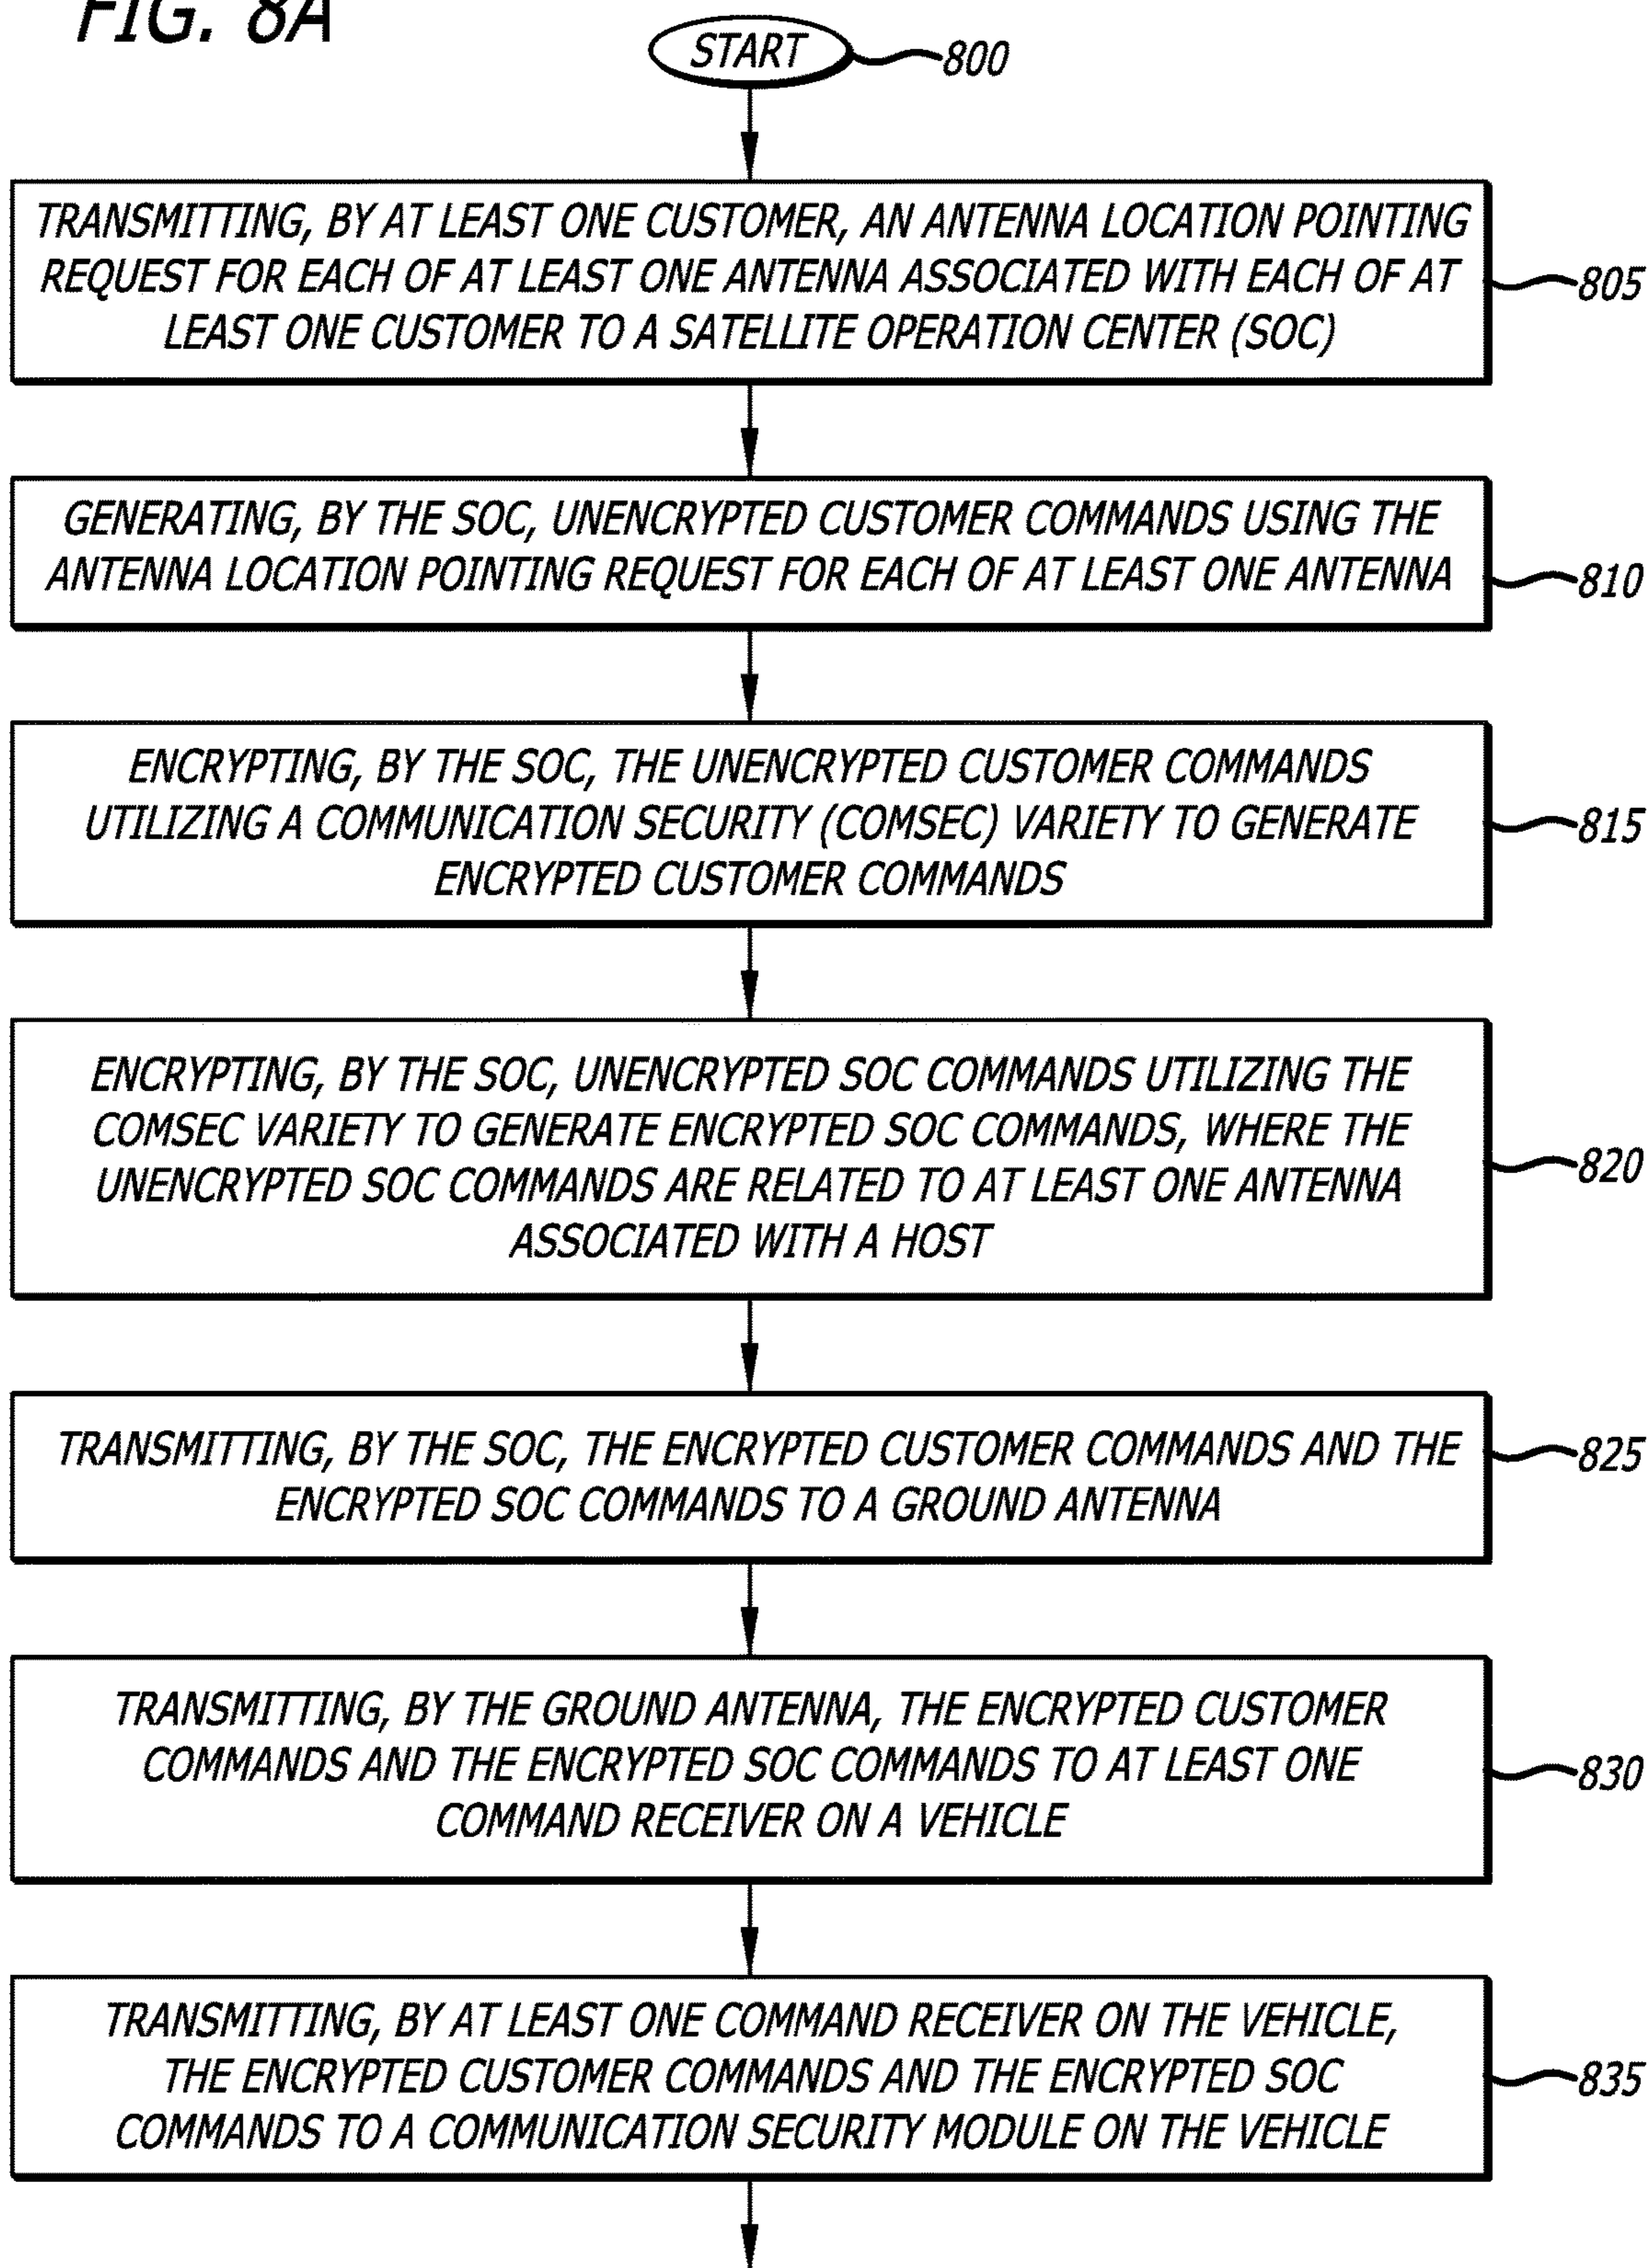 FIG. 8A
START
800
TRANSMITTING, BY AT LEAST ONE CUSTOMER, AN ANTENNA LOCATION POINTING
REQUEST FOR EACH OF AT LEAST ONE ANTENNA ASSOCIATED WITH EACH OF AT
LEAST ONE CUSTOMER TO A SATELLITE OPERATION CENTER (SOC)
805
GENERATING, BY THE SOC, UNENCRYPTED CUSTOMER COMMANDS USING THE
ANTENNA LOCATION POINTING REQUEST FOR EACH OF AT LEAST ONE ANTENNA
810
ENCRYPTING, BY THE SOC, THE UNENCRYPTED CUSTOMER COMMANDS
UTILIZING A COMMUNICATION SECURITY (COMSEC) VARIETY TO GENERATE
ENCRYPTED CUSTOMER COMMANDS
815
ENCRYPTING, BY THE SOC, UNENCRYPTED SOC COMMANDS UTILIZING THE
COMSEC VARIETY TO GENERATE ENCRYPTED SOC COMMANDS, WHERE THE
UNENCRYPTED SOC COMMANDS ARE RELATED TO AT LEAST ONE ANTENNA
ASSOCIATED WITH A HOST
820
TRANSMITTING, BY THE SOC, THE ENCRYPTED CUSTOMER COMMANDS AND THE
ENCRYPTED SOC COMMANDS TO A GROUND ANTENNA
825
TRANSMITTING, BY THE GROUND ANTENNA, THE ENCRYPTED CUSTOMER
COMMANDS AND THE ENCRYPTED SOC COMMANDS TO AT LEAST ONE
COMMAND RECEIVER ON A VEHICLE
830
TRANSMITTING, BY AT LEAST ONE COMMAND RECEIVER ON THE VEHICLE,
THE ENCRYPTED CUSTOMER COMMANDS AND THE ENCRYPTED SOC
COMMANDS TO A COMMUNICATION SECURITY MODULE ON THE VEHICLE
835